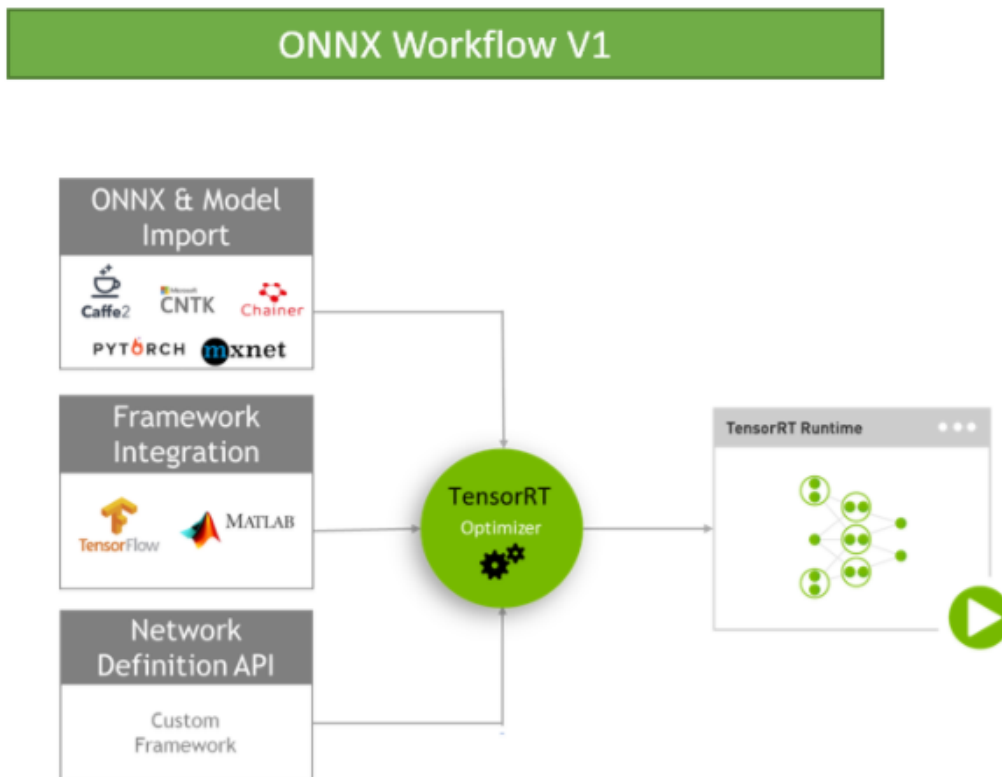 ONNX Workflow V1
ONNX & Model
Import
Caffe2
Microsoft
CNTK
Chainer
PYTORCH
mxnet
Framework
Integration
TensorFlow
MATLAB
Network
Definition API
Custom
Framework
TensorRT
Optimizer
TensorRT Runtime